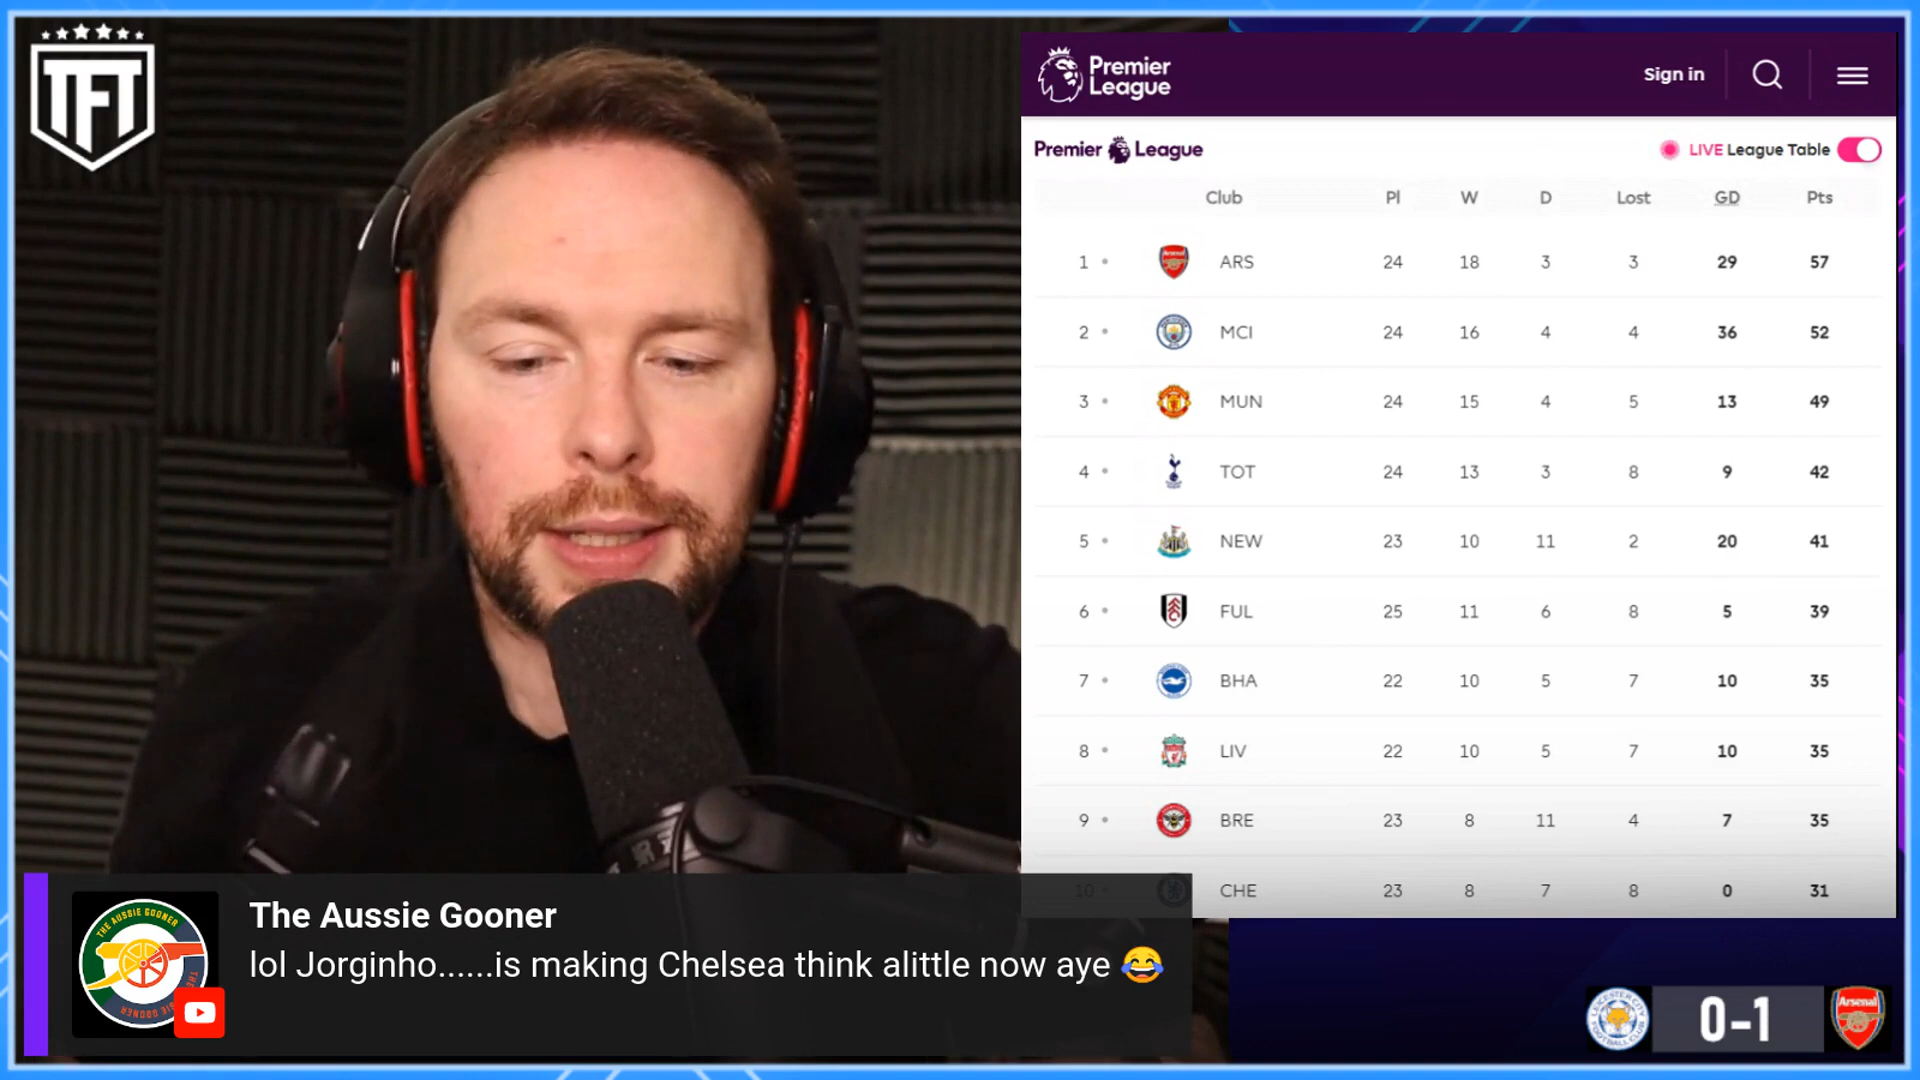 TFT
Premier
League
Sign in
Premier League
LIVE League Table
Club Pl W D Lost GD Pts
1 ARS 24 18 3 3 29 57
2 MCI 24 16 4 4 36 52
3 MUN 24 15 4 5 13 49
4 TOT 24 13 3 8 9 42
5 NEW 23 10 11 2 20 41
6 FUL 25 11 6 8 5 39
7 BHA 22 10 5 7 10 35
8 LIV 22 10 5 7 10 35
9 BRE 23 8 11 4 7 35
10 CHE 23 8 7 8 0 31
THE AUSSIE GOONER
The Aussie Gooner
lol Jorginho......is making Chelsea think alittle now aye 😂
0-1
Arsenal